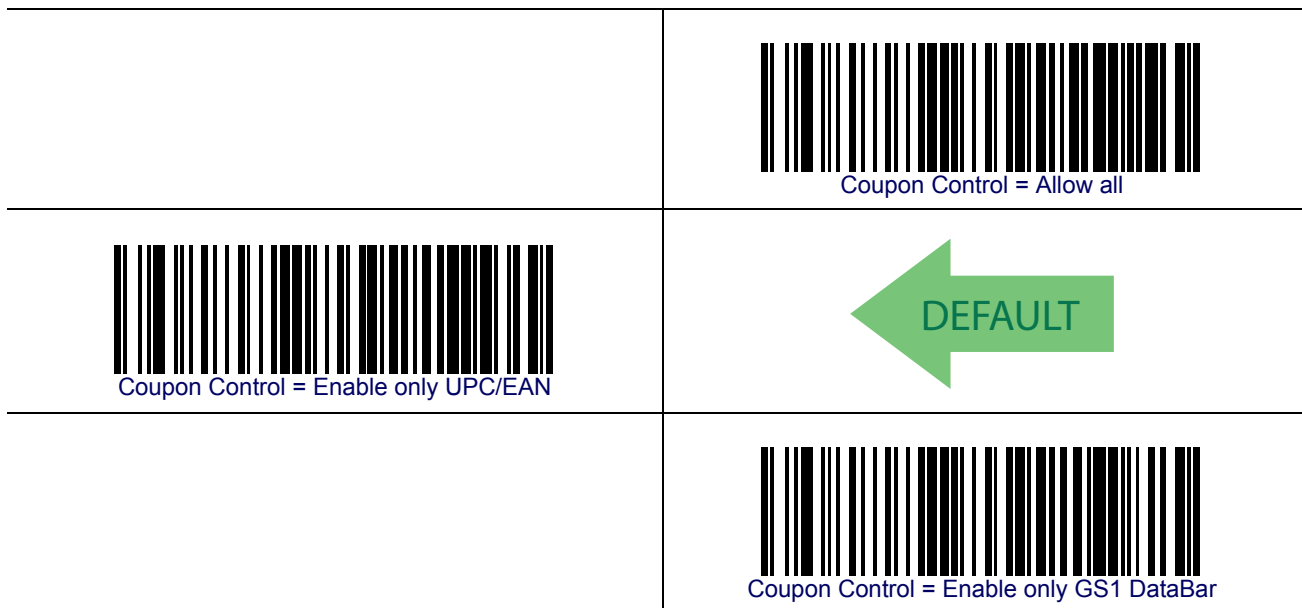 Coupon Control = Allow all
Coupon Control = Enable only UPC/EAN
DEFAULT
Coupon Control = Enable only GS1 DataBar